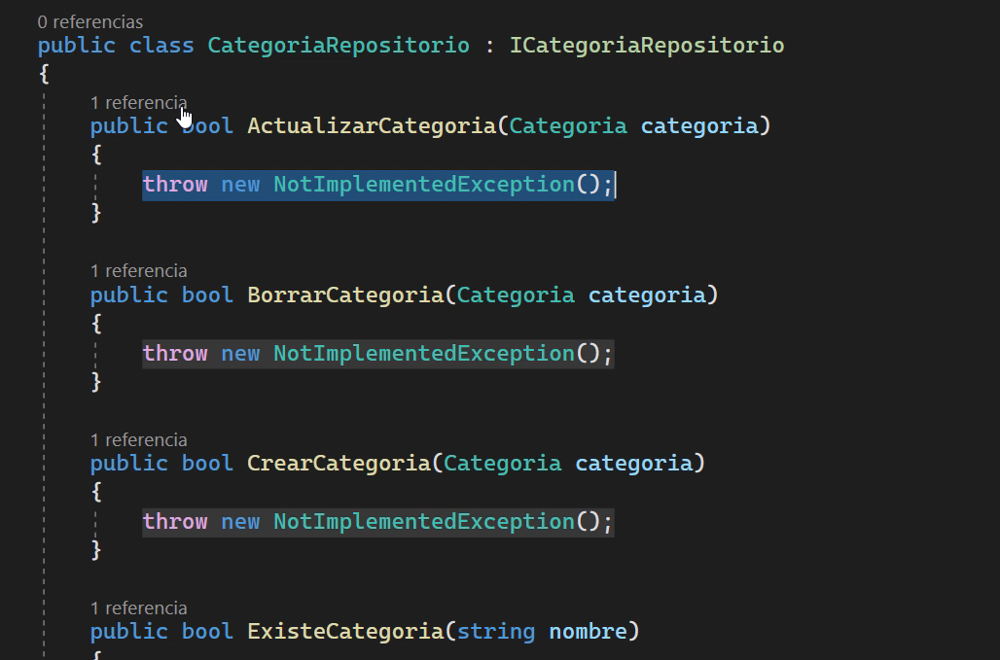 0 referencias
public class CategoriaRepositorio : ICategoriaRepositorio
{
1 referencia
public bool ActualizarCategoria(Categoria categoria)
{
throw new NotImplementedException();
}
1 referencia
public bool BorrarCategoria(Categoria categoria)
{
throw new NotImplementedException();
}
1 referencia
public bool CrearCategoria(Categoria categoria)
{
throw new NotImplementedException();
}
1 referencia
public bool ExisteCategoria(string nombre)
{